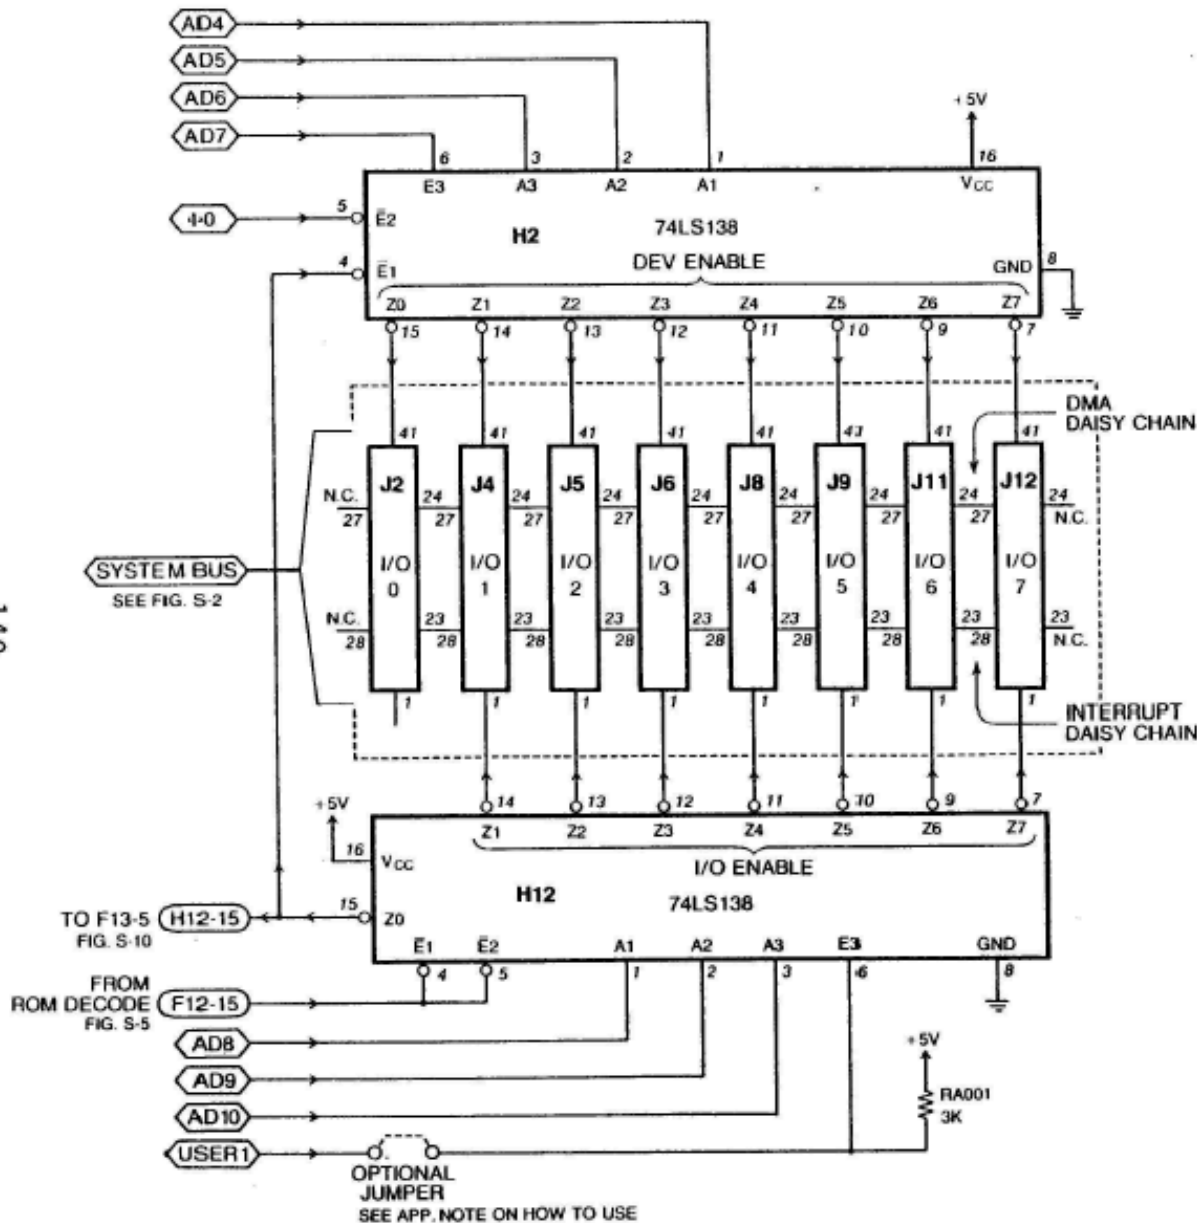 AD4
AD5
AD6
AD7
+5V
6 3 2 1 16
E3 A3 A2 A1 VCC
5 E2
H2 74LS138
4 E1
DEV ENABLE
GND 8
Z0 Z1 Z2 Z3 Z4 Z5 Z6 Z7
15 14 13 12 11 10 9 7
DMA
DAISY CHAIN
41 41 41 41 41 41 41
J2 J4 J5 J6 J8 J9 J11 J12
N.C. 24 24 24 24 24 24 24 24
27 27 27 27 27 27 27 27 N.C.
I/O I/O I/O I/O I/O I/O I/O I/O
0 1 2 3 4 5 6 7
SYSTEM BUS
SEE FIG. S-2
N.C. 23 23 23 23 23 23 23 23
28 28 28 28 28 28 28 28 N.C.
1 1 1 1 1 1 1 1
INTERRUPT
DAISY CHAIN
+5V
14 13 12 11 10 9 7
Z1 Z2 Z3 Z4 Z5 Z6 Z7
16 VCC
I/O ENABLE
H12 74LS138
15 Z0
TO F13-5 H12-15
FIG. S-10
E1 E2 A1 A2 A3 E3 GND
4 5 1 2 3 6 8
FROM
ROM DECODE F12-15
FIG. S-5
AD8
AD9
AD10
+5V
RA001
3K
USER1
OPTIONAL
JUMPER
SEE APP. NOTE ON HOW TO USE